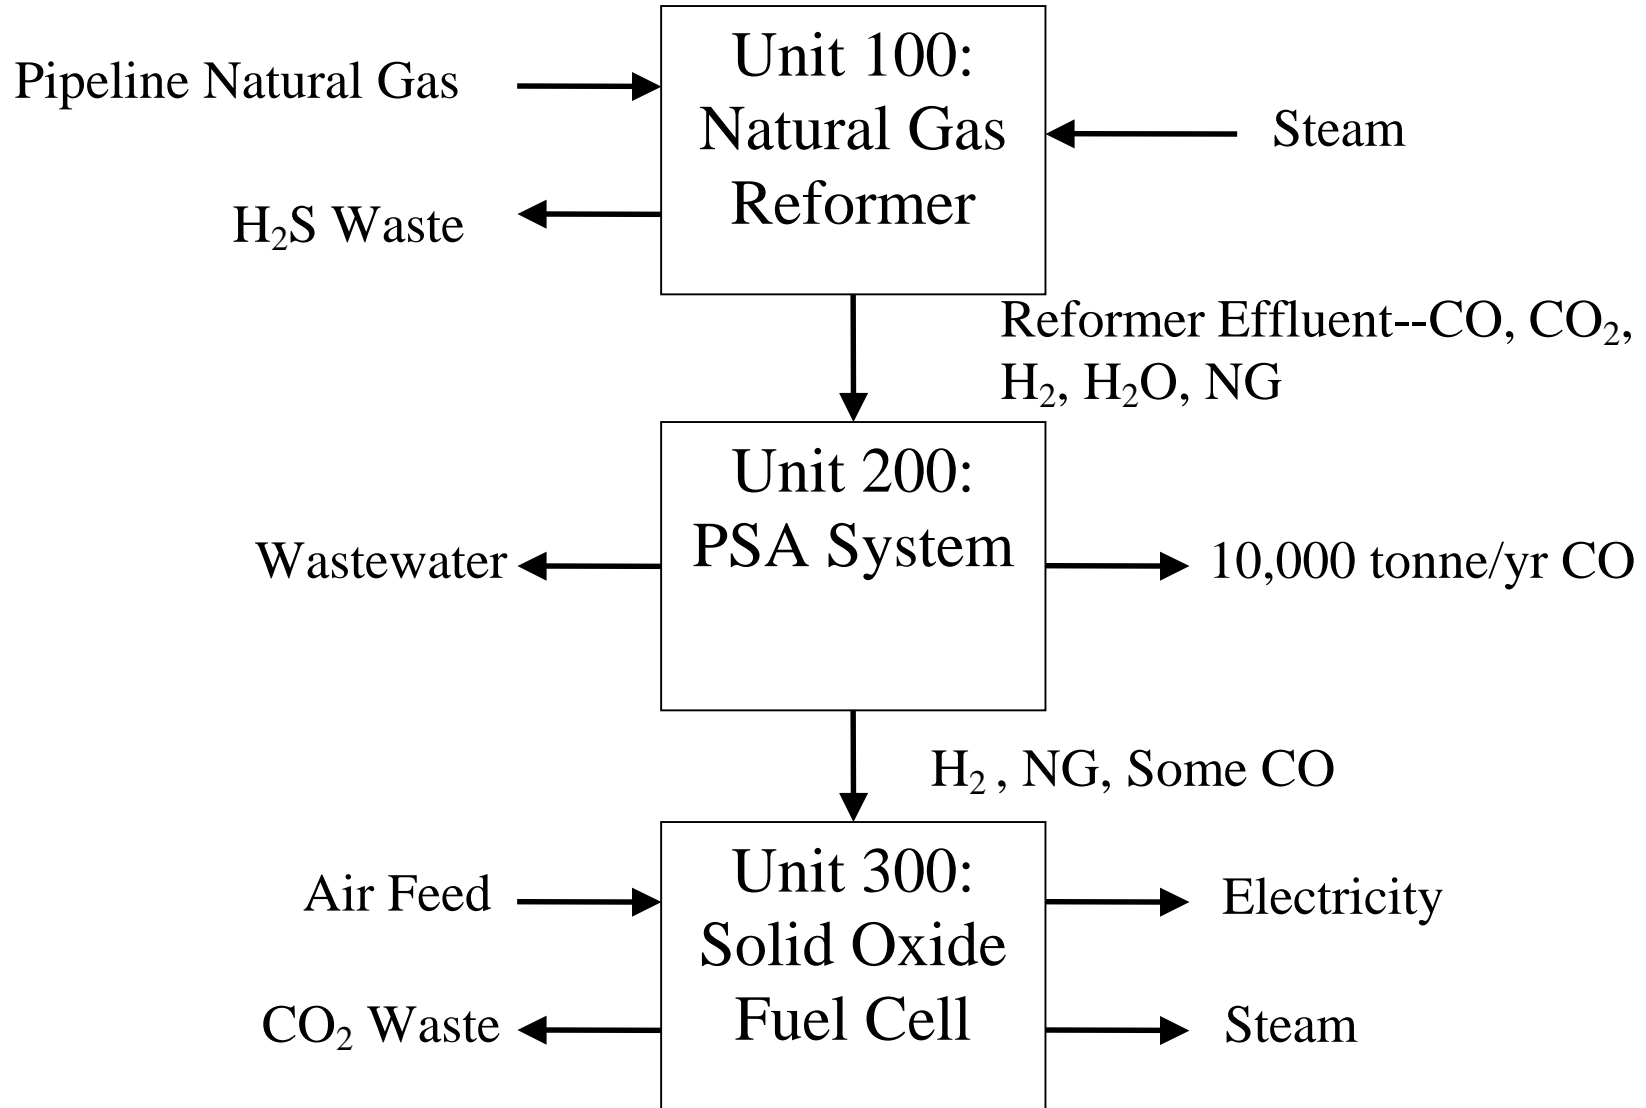 Unit 100:
Natural Gas
Reformer
Pipeline Natural Gas
Steam
H₂S Waste
Reformer Effluent--CO, CO₂,
H₂, H₂O, NG
Unit 200:
PSA System
Wastewater
10,000 tonne/yr CO
H₂ , NG, Some CO
Unit 300:
Solid Oxide
Fuel Cell
Air Feed
Electricity
CO₂ Waste
Steam